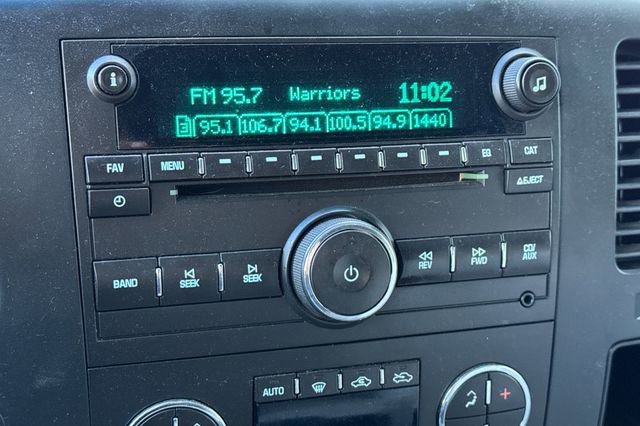 i
FM 95.7 Warriors 11:02
95.1 106.7 94.1 100.5 94.9 1440
FAV MENU EQ CAT
EJECT
BAND SEEK SEEK REV FWD CD/
AUX
AUTO